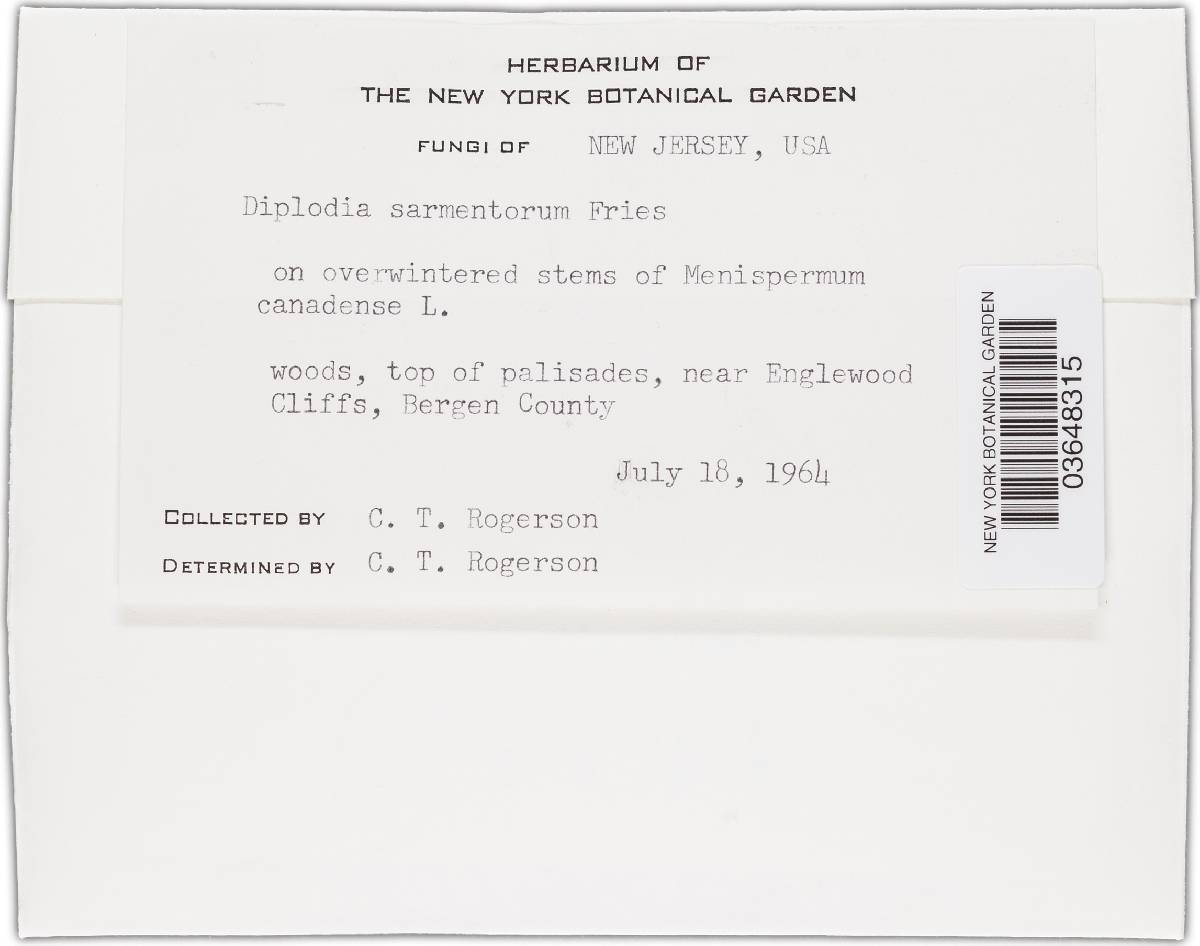 HERBARIUM OF
THE NEW YORK BOTANICAL GARDEN
FUNGI OF NEW JERSEY, USA
Diplodia sarmentorum Fries
on overwintered stems of Menispermum
canadense L.
woods, top of palisades, near Englewood
Cliffs, Bergen County
July 18, 1964
COLLECTED BY C. T. Rogerson
DETERMINED BY C. T. Rogerson
NEW YORK BOTANICAL GARDEN
03648315